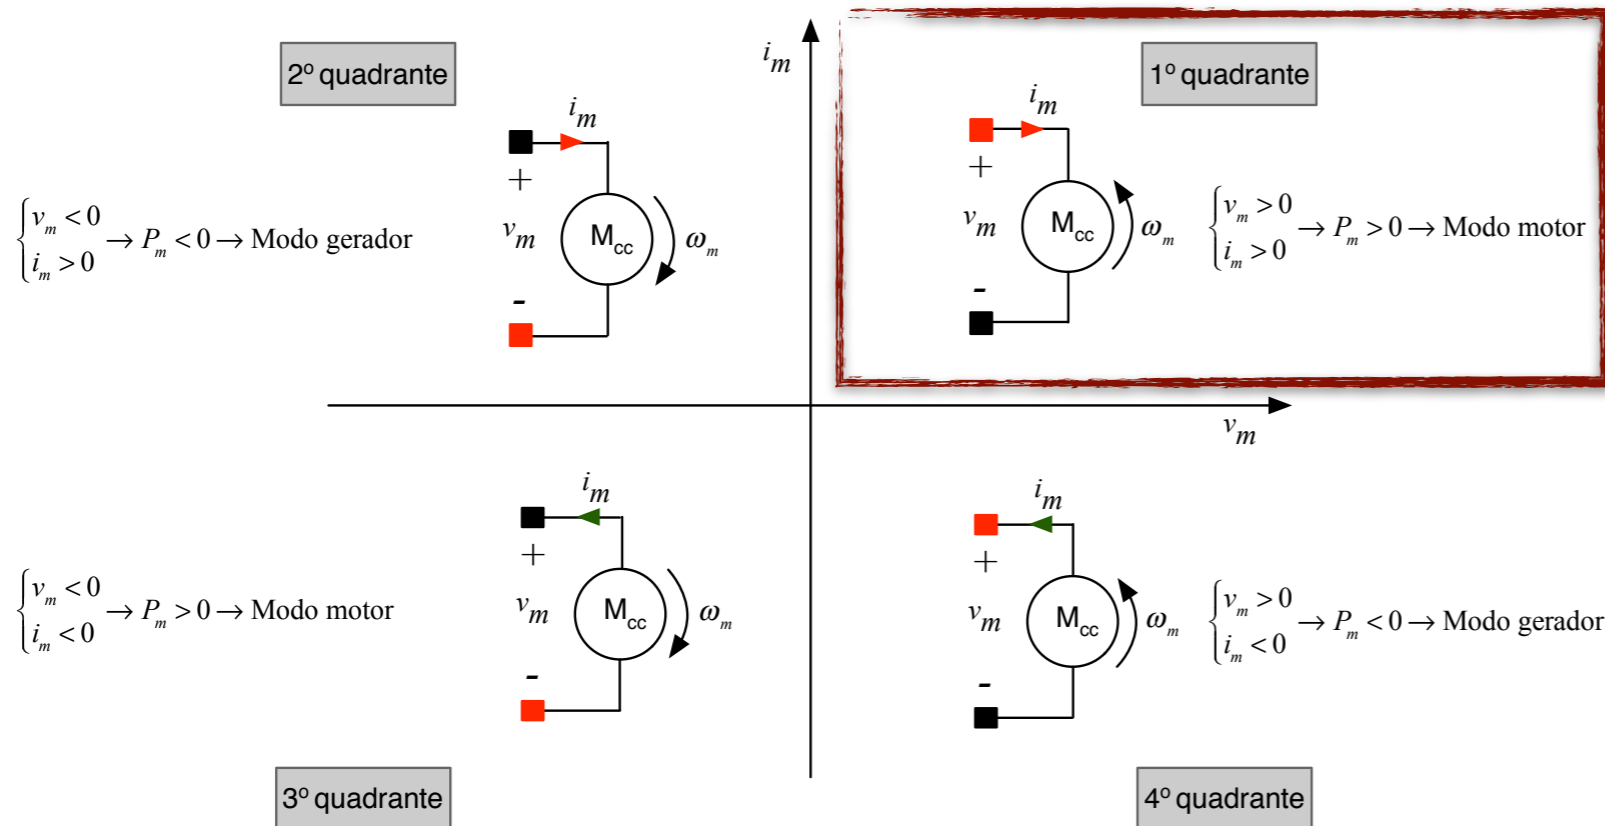 2º quadrante
i_m
1º quadrante
i_m
i_m
+
+
{v_m < 0
i_m > 0 → P_m < 0 → Modo gerador
v_m
M_cc
ω_m
v_m
M_cc
ω_m
{v_m > 0
i_m > 0 → P_m > 0 → Modo motor
-
-
v_m
i_m
i_m
+
+
{v_m < 0
i_m < 0 → P_m > 0 → Modo motor
v_m
M_cc
ω_m
v_m
M_cc
ω_m
{v_m > 0
i_m < 0 → P_m < 0 → Modo gerador
-
-
3º quadrante
4º quadrante